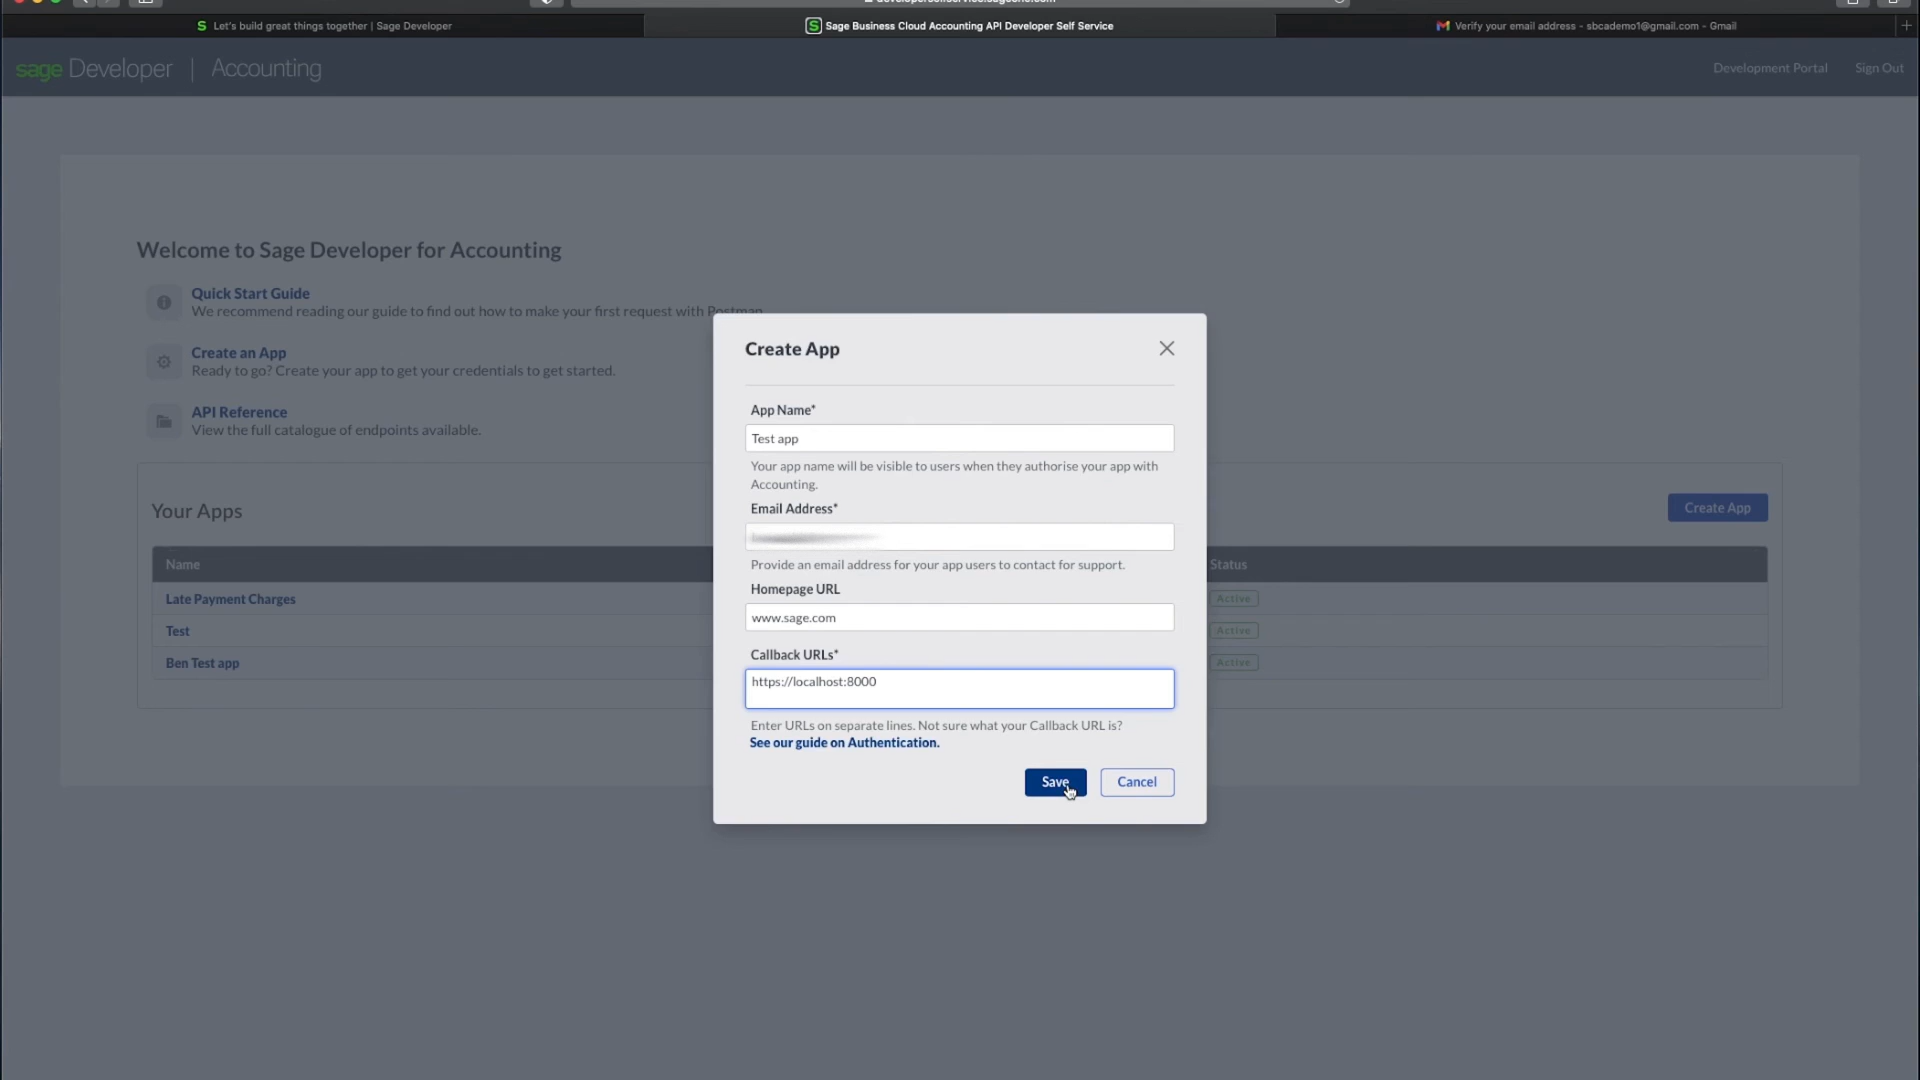 Let's build great things together | Sage Developer
Sage Business Cloud Accounting API Developer Self Service
Verify your email address - sbcademo1@gmail.com - Gmail
sage Developer | Accounting
Development Portal
Sign Out
Welcome to Sage Developer for Accounting
Quick Start Guide
We recommend reading our guide to find out how to make your first request with Postman
Create an App
Ready to go? Create your app to get your credentials to get started.
API Reference
View the full catalogue of endpoints available.
Your Apps
Create App
Name
Status
Late Payment Charges
Active
Test
Active
Ben Test app
Active
Create App
App Name*
Test app
Your app name will be visible to users when they authorise your app with
Accounting.
Email Address*
Provide an email address for your app users to contact for support.
Homepage URL
www.sage.com
Callback URLs*
https://localhost:8000
Enter URLs on separate lines. Not sure what your Callback URL is?
See our guide on Authentication.
Save
Cancel